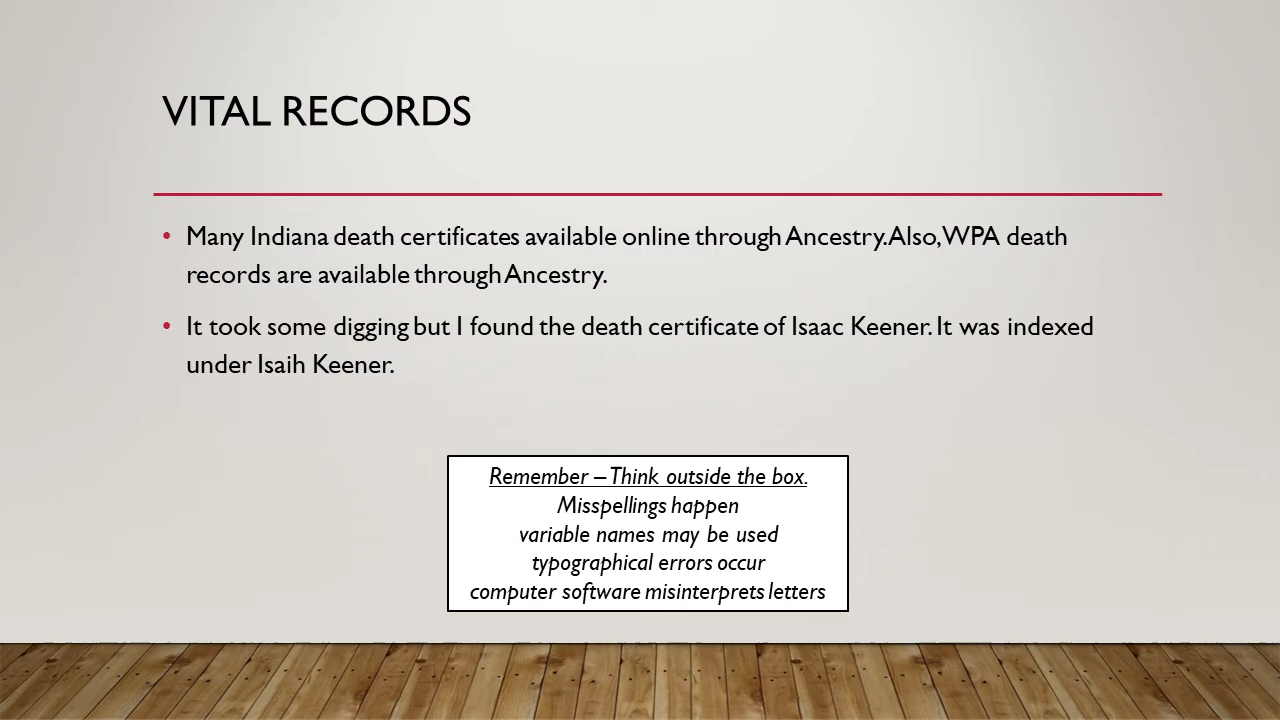 VITAL RECORDS
• Many Indiana death certificates available online through Ancestry. Also, WPA death
records are available through Ancestry.
• It took some digging but I found the death certificate of Isaac Keener. It was indexed
under Isaih Keener.
Remember – Think outside the box.
Misspellings happen
variable names may be used
typographical errors occur
computer software misinterprets letters